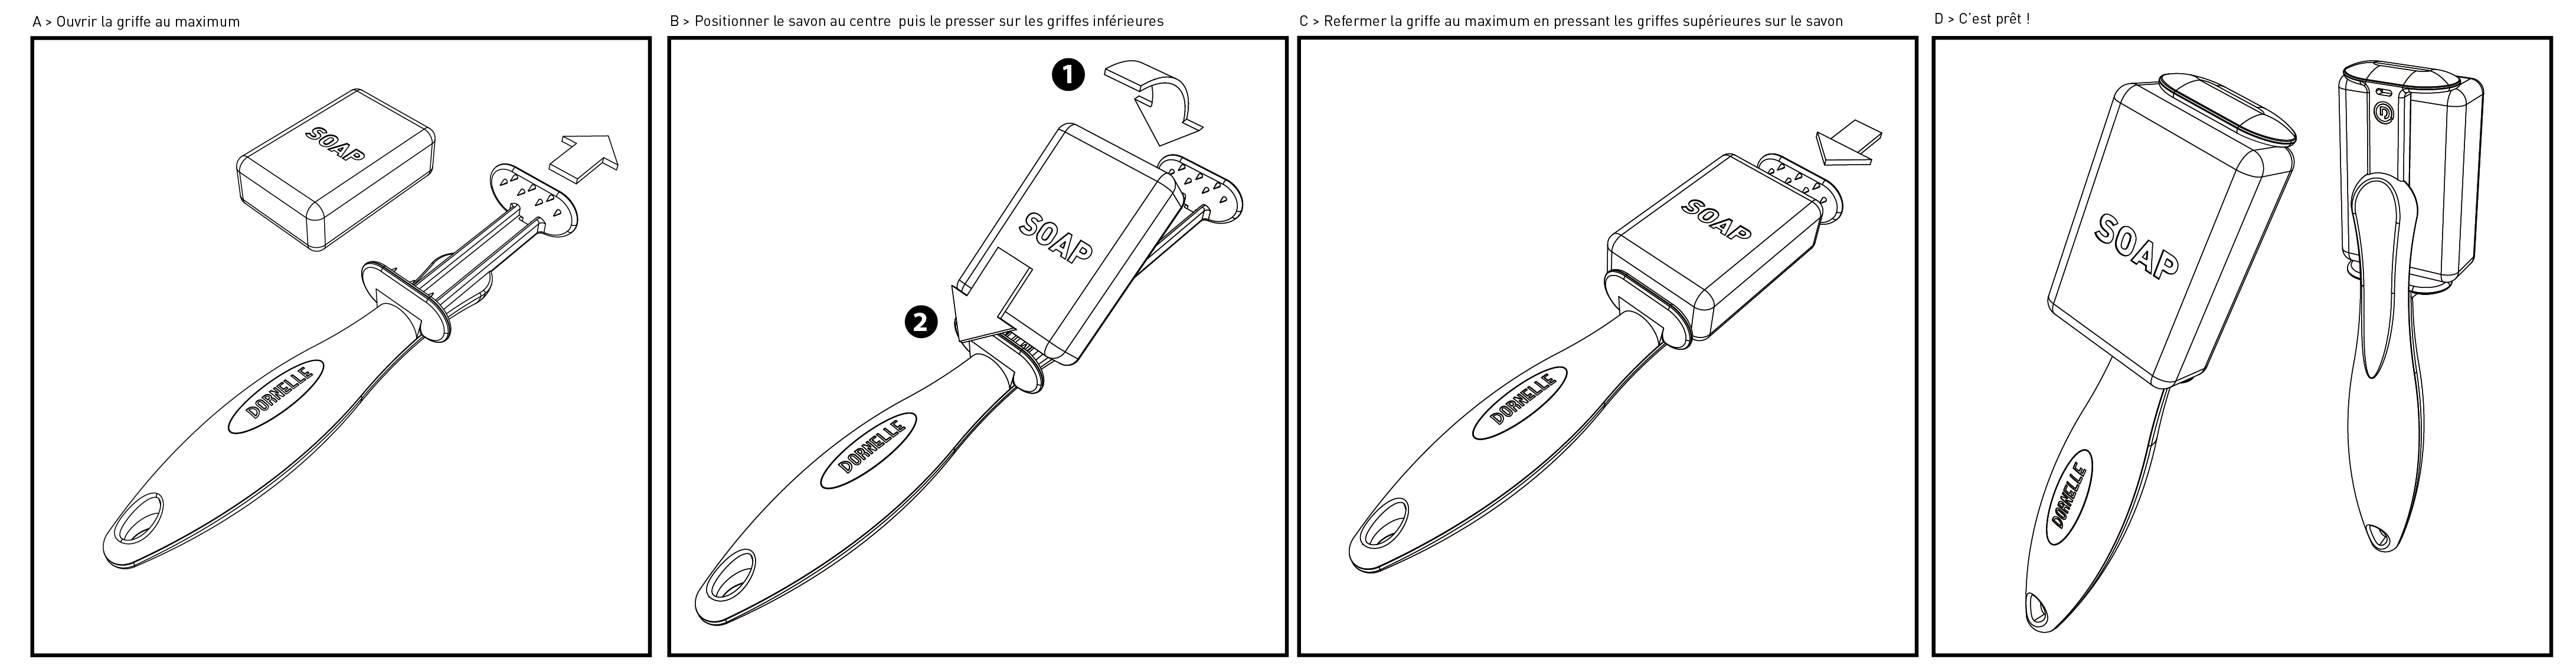 A > Ouvrir la griffe au maximum
SOAP
DORNELLE
B > Positionner le savon au centre  puis le presser sur les griffes inférieures
1
SOAP
2
DORNELLE
C > Refermer la griffe au maximum en pressant les griffes supérieures sur le savon
SOAP
DORNELLE
D > C'est prêt !
D
SOAP
DORNELLE